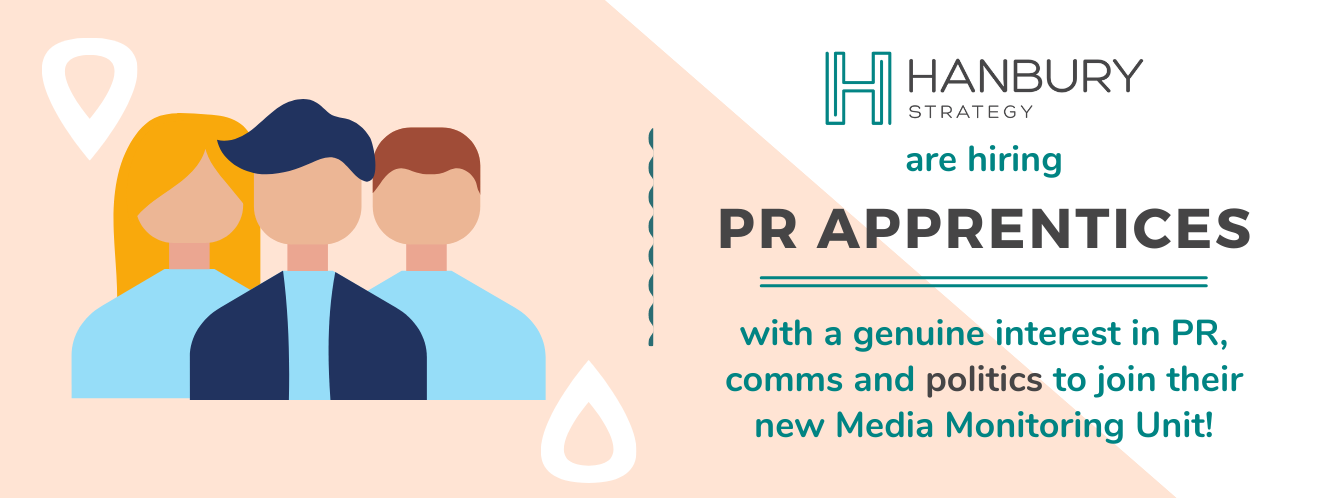 HANBURY
STRATEGY
are hiring
PR APPRENTICES
with a genuine interest in PR,
comms and politics to join their
new Media Monitoring Unit!